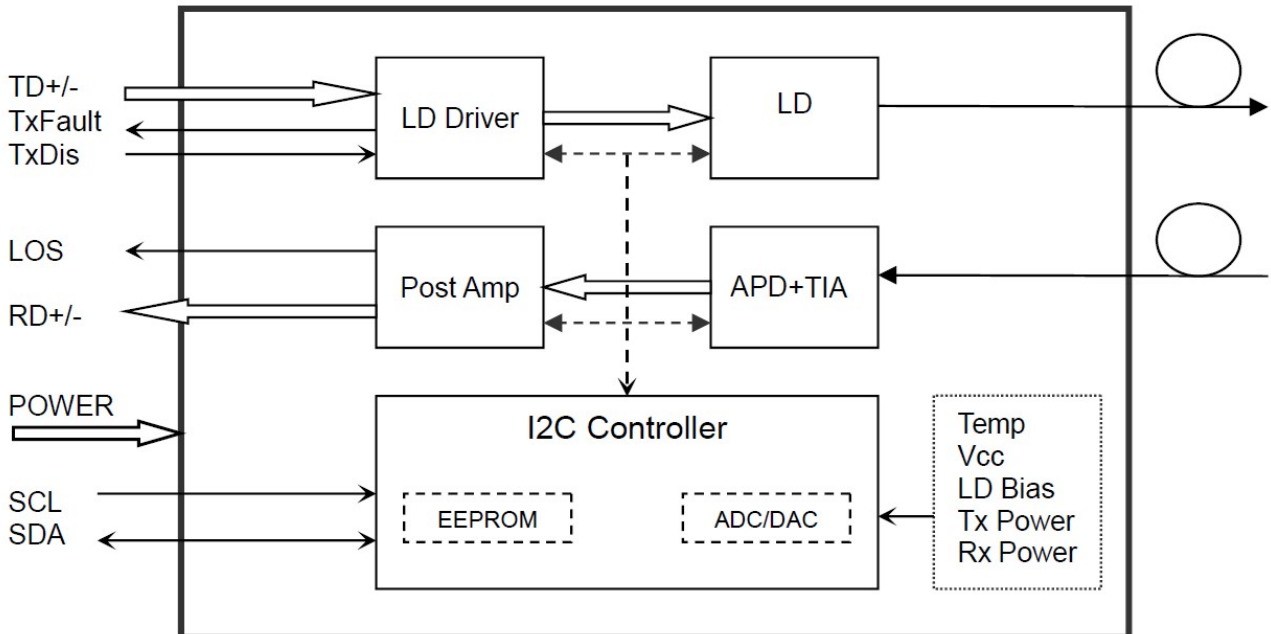 TD+/-
TxFault
TxDis
LD Driver
LD
LOS
RD+/-
Post Amp
APD+TIA
POWER
SCL
SDA
I2C Controller
EEPROM
ADC/DAC
Temp
Vcc
LD Bias
Tx Power
Rx Power